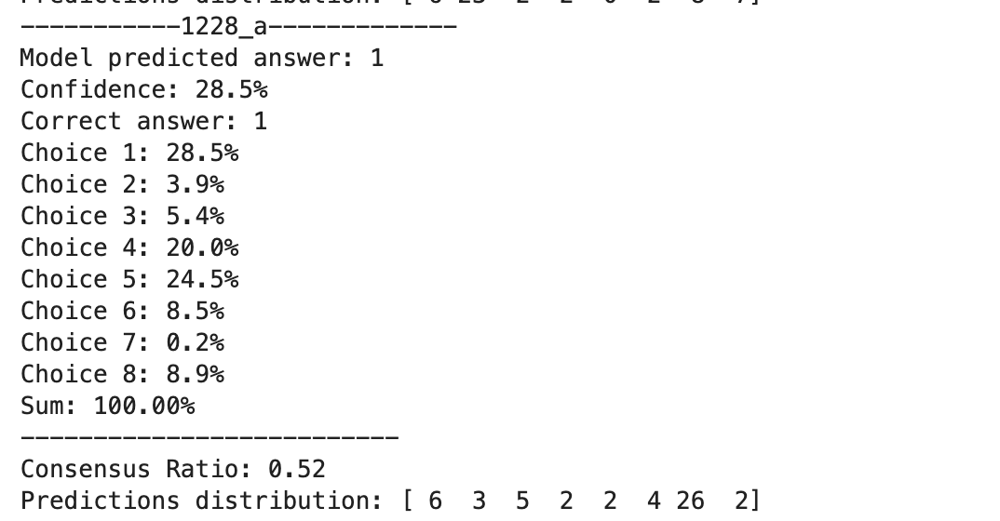 -----------1228_a-------------
Model predicted answer: 1
Confidence: 28.5%
Correct answer: 1
Choice 1: 28.5%
Choice 2: 3.9%
Choice 3: 5.4%
Choice 4: 20.0%
Choice 5: 24.5%
Choice 6: 8.5%
Choice 7: 0.2%
Choice 8: 8.9%
Sum: 100.00%
--------------------------
Consensus Ratio: 0.52
Predictions distribution: [ 6  3  5  2  2  4 26  2]